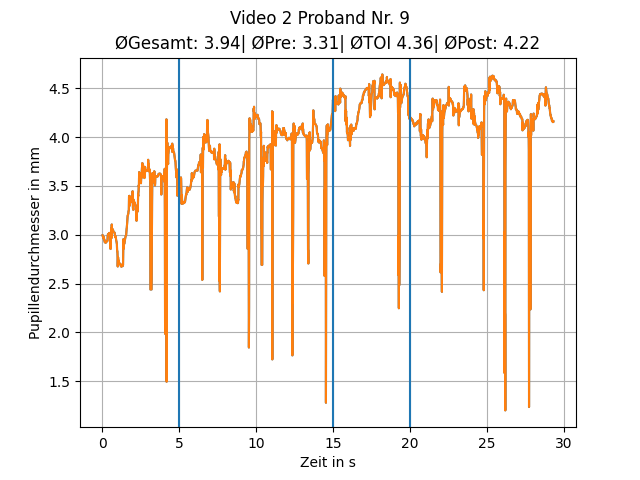 Video 2 Proband Nr. 9
ØGesamt: 3.94| ØPre: 3.31| ØTOI 4.36| ØPost: 4.22
Pupillendurchmesser in mm
4.5
4.0
3.5
3.0
2.5
2.0
1.5
0 5 10 15 20 25 30
Zeit in s